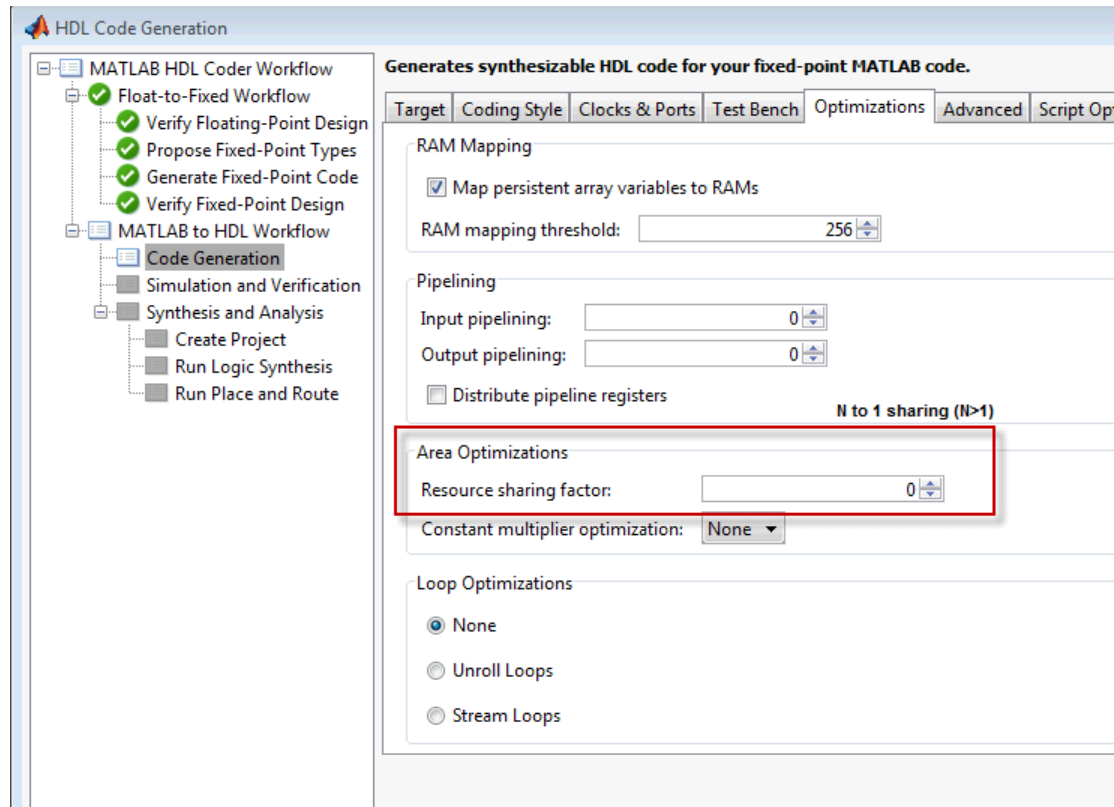 HDL Code Generation
MATLAB HDL Coder Workflow
Float-to-Fixed Workflow
Verify Floating-Point Design
Propose Fixed-Point Types
Generate Fixed-Point Code
Verify Fixed-Point Design
MATLAB to HDL Workflow
Code Generation
Simulation and Verification
Synthesis and Analysis
Create Project
Run Logic Synthesis
Run Place and Route
Generates synthesizable HDL code for your fixed-point MATLAB code.
Target Coding Style Clocks & Ports Test Bench Optimizations Advanced Script Opt
RAM Mapping
Map persistent array variables to RAMs
RAM mapping threshold: 256
Pipelining
Input pipelining: 0
Output pipelining: 0
Distribute pipeline registers
N to 1 sharing (N>1)
Area Optimizations
Resource sharing factor: 0
Constant multiplier optimization: None
Loop Optimizations
None
Unroll Loops
Stream Loops